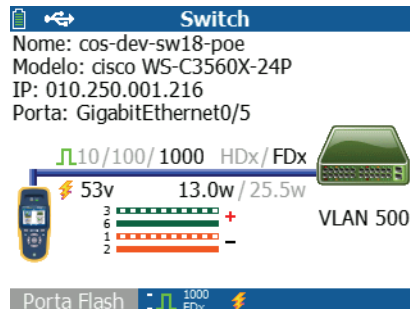 Switch
Nome: cos-dev-sw18-poe
Modelo: cisco WS-C3560X-24P
IP: 010.250.001.216
Porta: GigabitEthernet0/5
10/100/1000 HDx/FDx
53v 13.0w/25.5w
3
6
+
1
2
-
VLAN 500
Porta Flash
1000
FDx